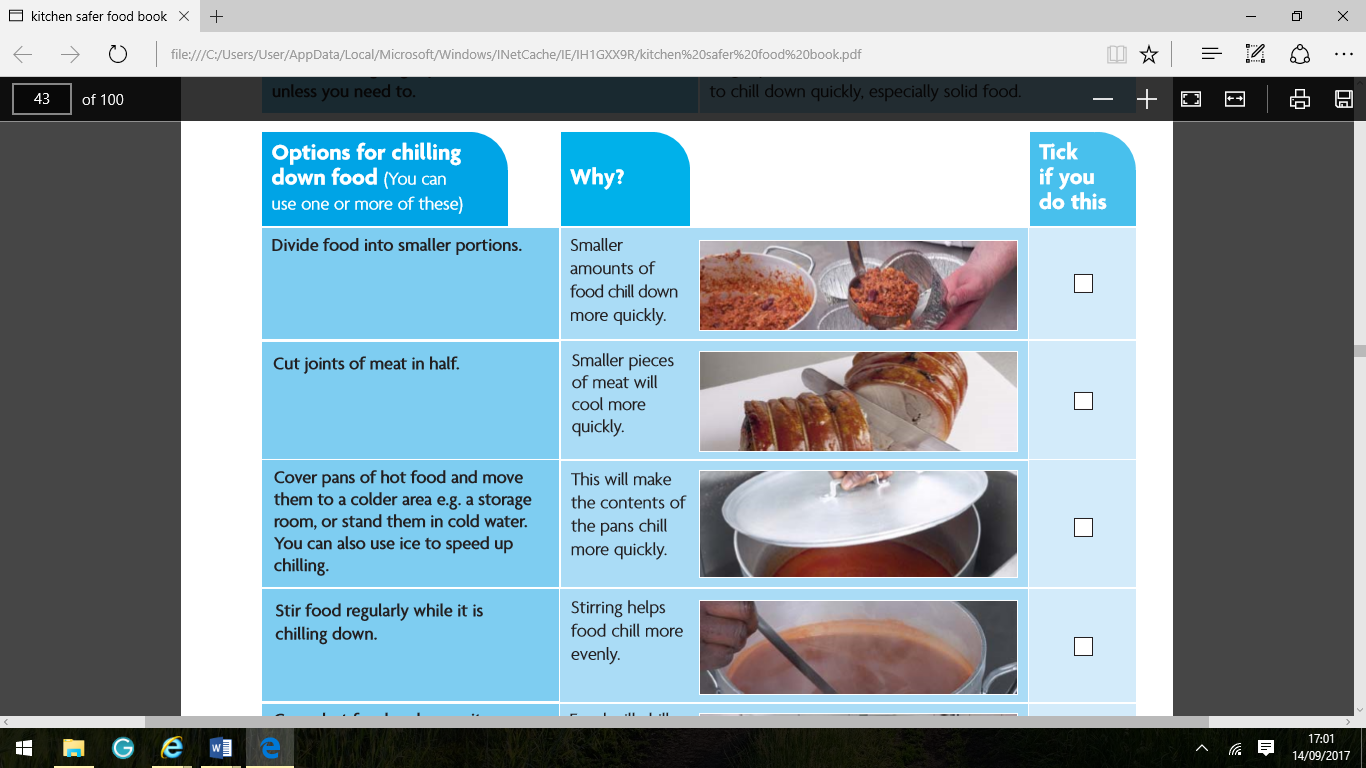 kitchen safer food book
file:///C:/Users/User/AppData/Local/Microsoft/Windows/INetCache/IE/IH1GXX9R/kitchen%20safer%20food%20book.pdf
43 of 100
unless you need to.
to chill down quickly, especially solid food.
Options for chilling
down food (You can
use one or more of these)
Why?
Tick
if you
do this
Divide food into smaller portions.
Smaller
amounts of
food chill down
more quickly.
Cut joints of meat in half.
Smaller pieces
of meat will
cool more
quickly.
Cover pans of hot food and move
them to a colder area e.g. a storage
room, or stand them in cold water.
You can also use ice to speed up
chilling.
This will make
the contents of
the pans chill
more quickly.
Stir food regularly while it is
chilling down.
Stirring helps
food chill more
evenly.
17:01
14/09/2017